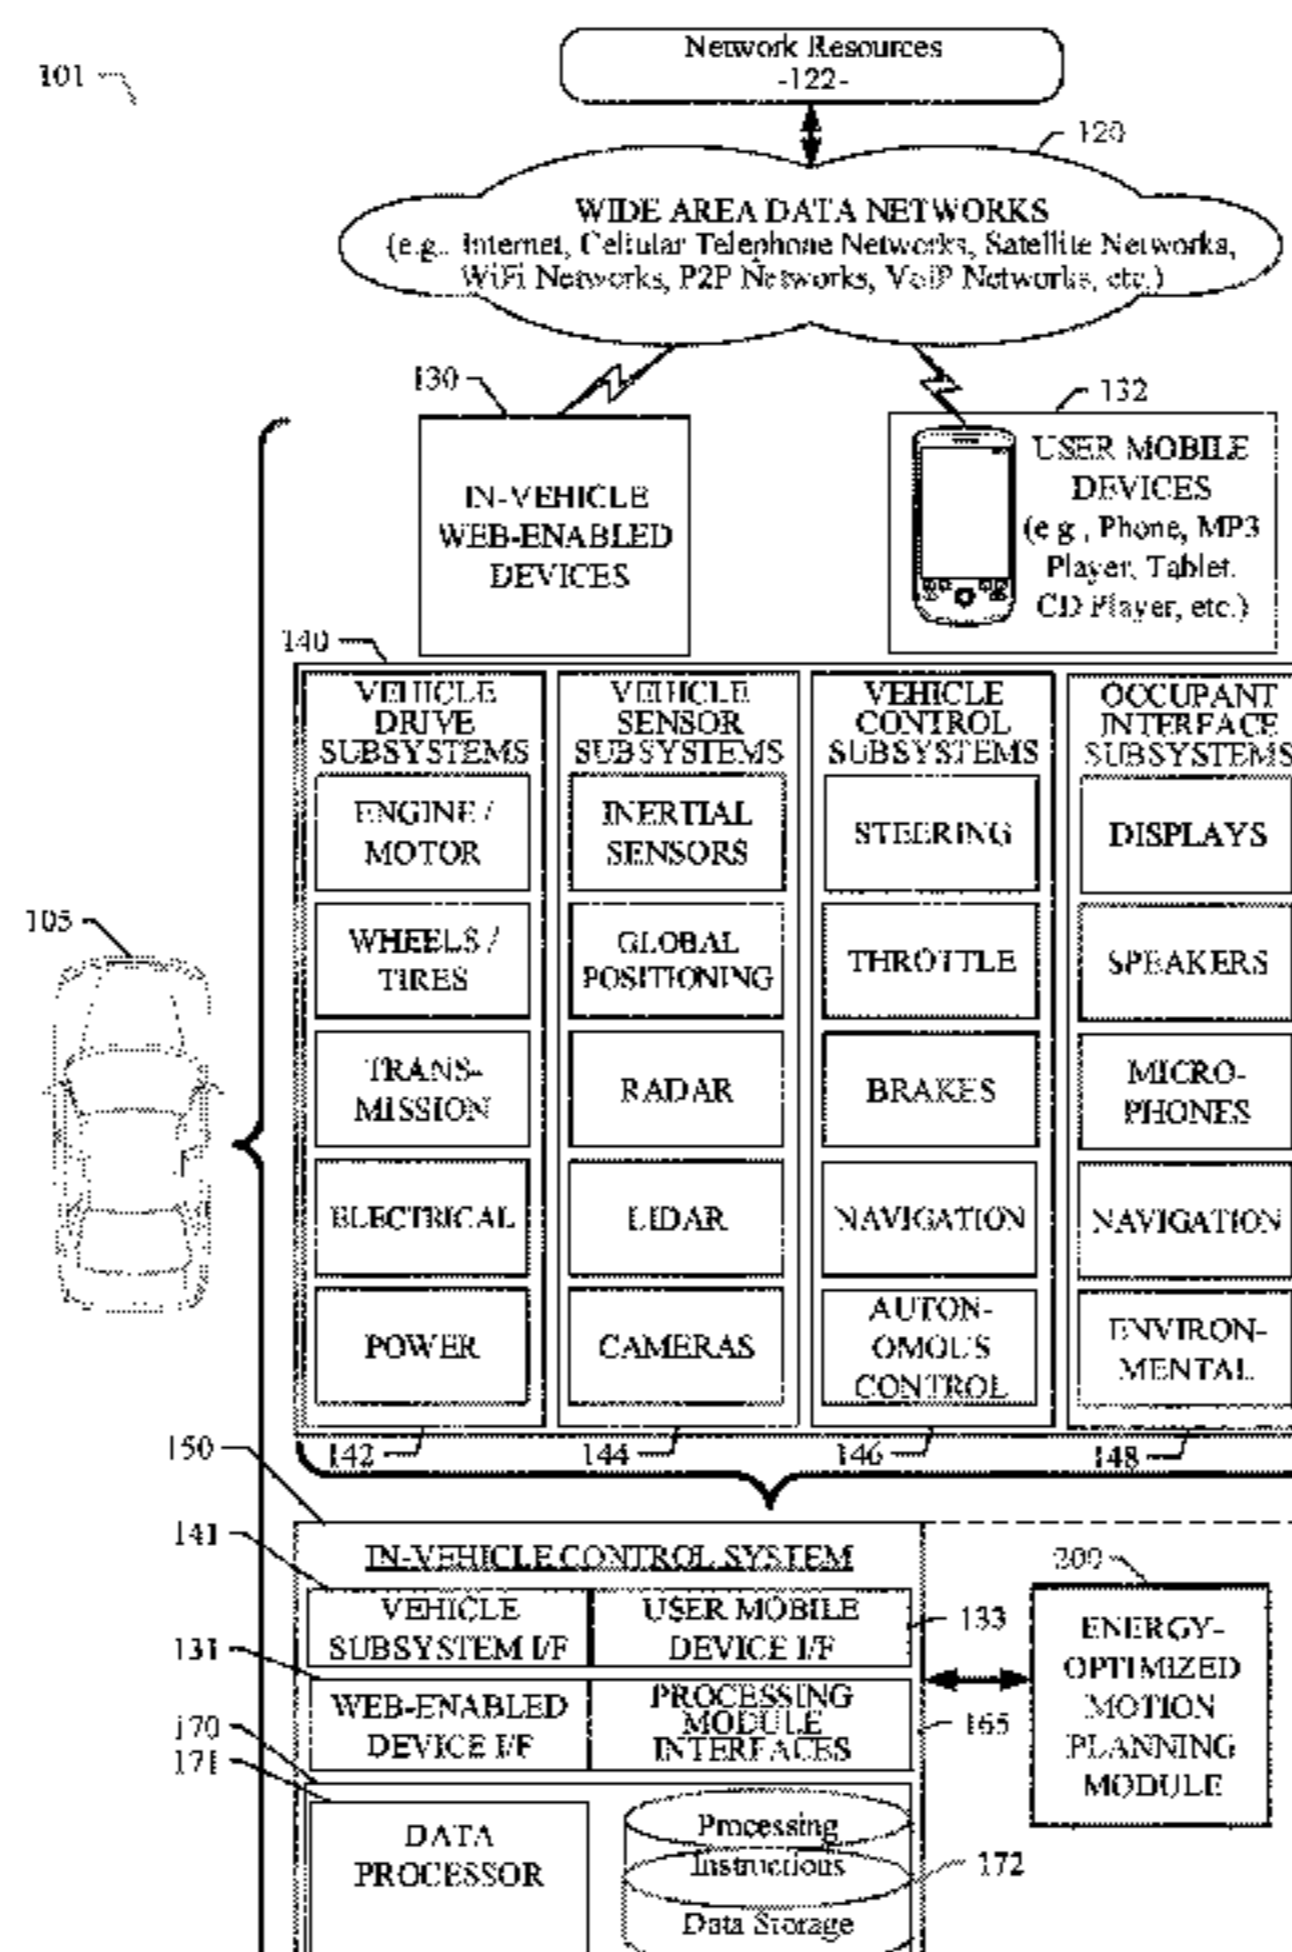 101
Network Resources
-122-
120
WIDE AREA DATA NETWORKS
(e.g., Internet, Cellular Telephone Networks, Satellite Networks,
WiFi Networks, P2P Networks, VoIP Networks, etc.)
130
132
IN-VEHICLE
WEB-ENABLED
DEVICES
USER MOBILE
DEVICES
(e.g., Phone, MP3
Player, Tablet,
CD Player, etc.)
140
VEHICLE
DRIVE
SUBSYSTEMS
ENGINE /
MOTOR
WHEELS /
TIRES
TRANS-
MISSION
ELECTRICAL
POWER
142
VEHICLE
SENSOR
SUBSYSTEMS
INERTIAL
SENSORS
GLOBAL
POSITIONING
RADAR
LIDAR
CAMERAS
144
VEHICLE
CONTROL
SUBSYSTEMS
STEERING
THROTTLE
BRAKES
NAVIGATION
AUTON-
OMOUS
CONTROL
146
OCCUPANT
INTERFACE
SUBSYSTEMS
DISPLAYS
SPEAKERS
MICRO-
PHONES
NAVIGATION
ENVIRON-
MENTAL
148
105
150
IN-VEHICLE CONTROL SYSTEM
141
VEHICLE
SUBSYSTEM I/F
USER MOBILE
DEVICE I/F
133
131
WEB-ENABLED
DEVICE I/F
PROCESSING
MODULE
INTERFACES
165
200
ENERGY-
OPTIMIZED
MOTION
PLANNING
MODULE
170
171
DATA
PROCESSOR
Processing
Instructions
172
Data Storage